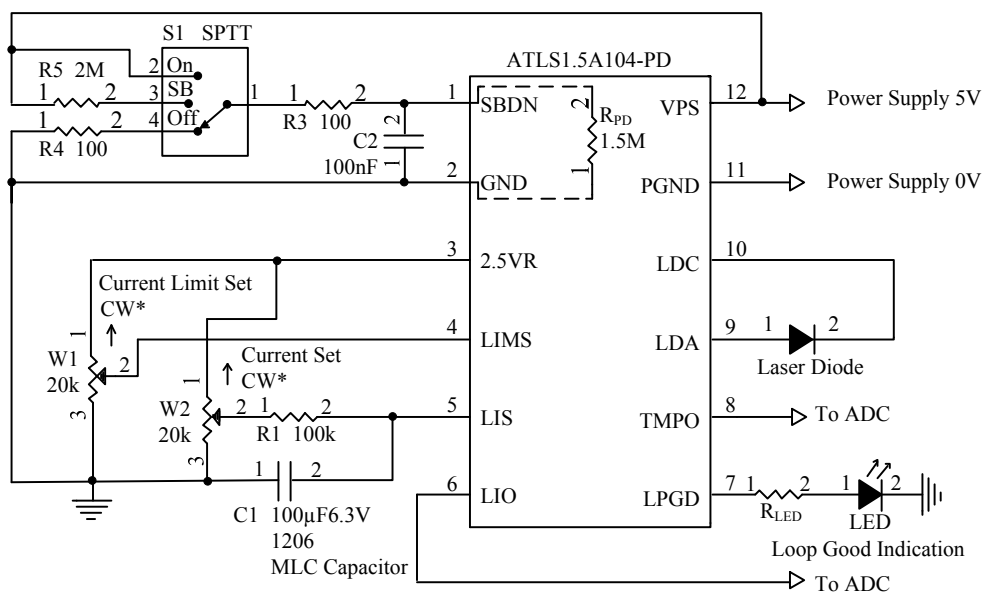 S1 SPTT
ATLS1.5A104-PD
R5 2M
1 2
2 On
3 SB
4 Off
1
1 2
R3
100
1 2
R4 100
2
C2
1
100nF
1 SBDN
2
RPD
1.5M
1
VPS 12
Power Supply 5V
2 GND
PGND 11
Power Supply 0V
3 2.5VR
LDC 10
Current Limit Set
CW*
1
W1
20k
2
3
4 LIMS
LDA 9
1 2
Laser Diode
Current Set
CW*
1
W2
20k
2
3
1 2
R1 100k
5 LIS
TMPO 8
To ADC
1 2
C1 100µF6.3V
1206
MLC Capacitor
6 LIO
LPGD 7
1 2
RLED
1 2
LED
Loop Good Indication
To ADC